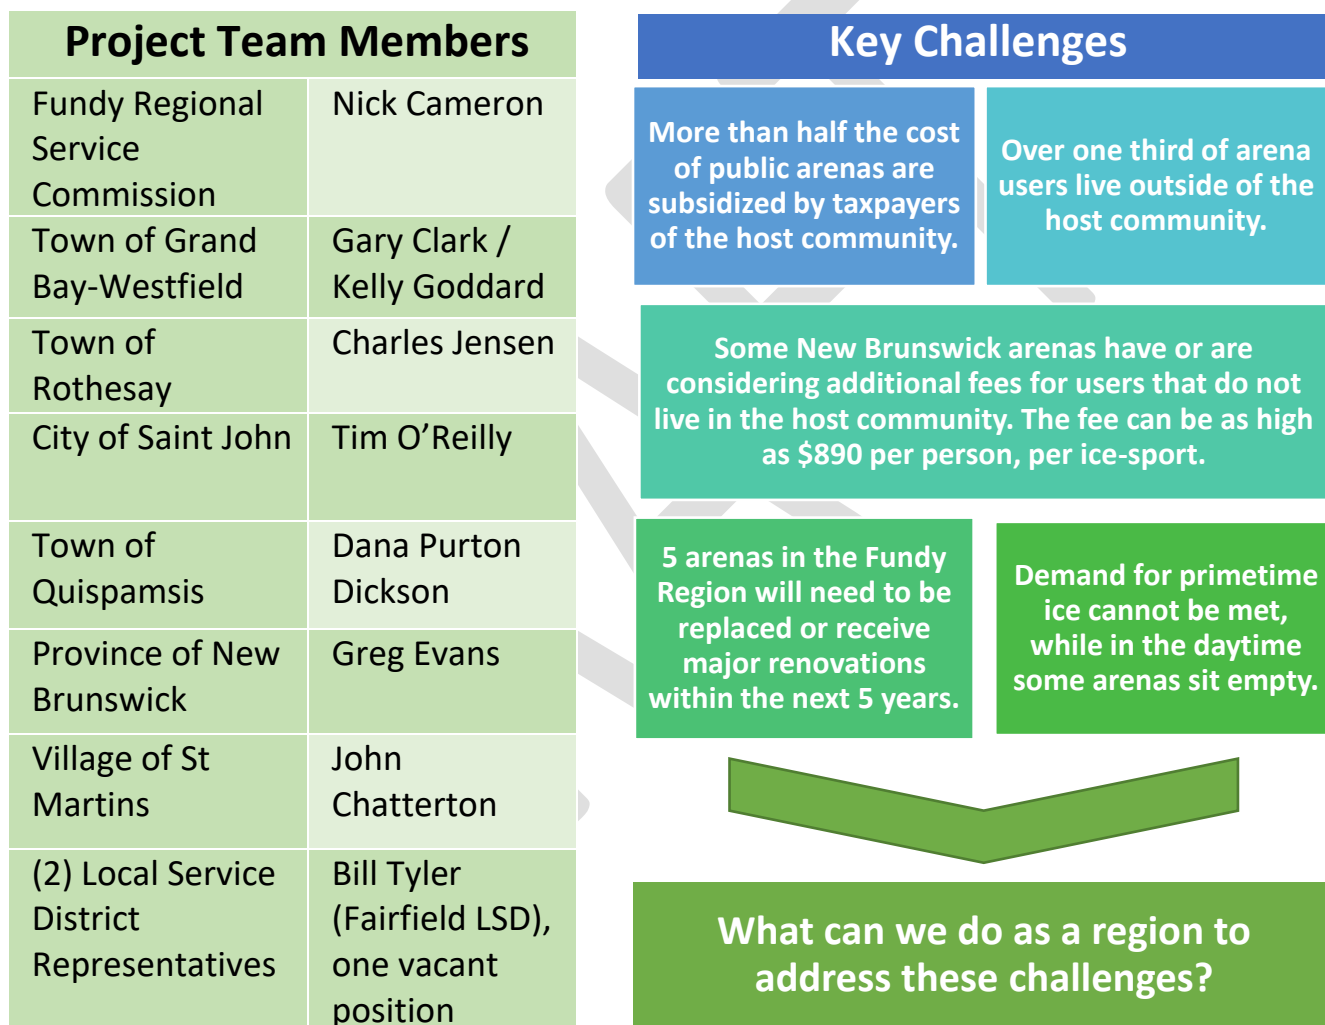 Project Team Members
Fundy Regional
Service
Commission
Nick Cameron
Town of Grand
Bay-Westfield
Gary Clark /
Kelly Goddard
Town of
Rothesay
Charles Jensen
City of Saint John
Tim O’Reilly
Town of
Quispamsis
Dana Purton
Dickson
Province of New
Brunswick
Greg Evans
Village of St
Martins
John
Chatterton
(2) Local Service
District
Representatives
Bill Tyler
(Fairfield LSD),
one vacant
position
Key Challenges
More than half the cost
of public arenas are
subsidized by taxpayers
of the host community.
Over one third of arena
users live outside of the
host community.
Some New Brunswick arenas have or are
considering additional fees for users that do not
live in the host community. The fee can be as high
as $890 per person, per ice-sport.
5 arenas in the Fundy
Region will need to be
replaced or receive
major renovations
within the next 5 years.
Demand for primetime
ice cannot be met,
while in the daytime
some arenas sit empty.
What can we do as a region to
address these challenges?